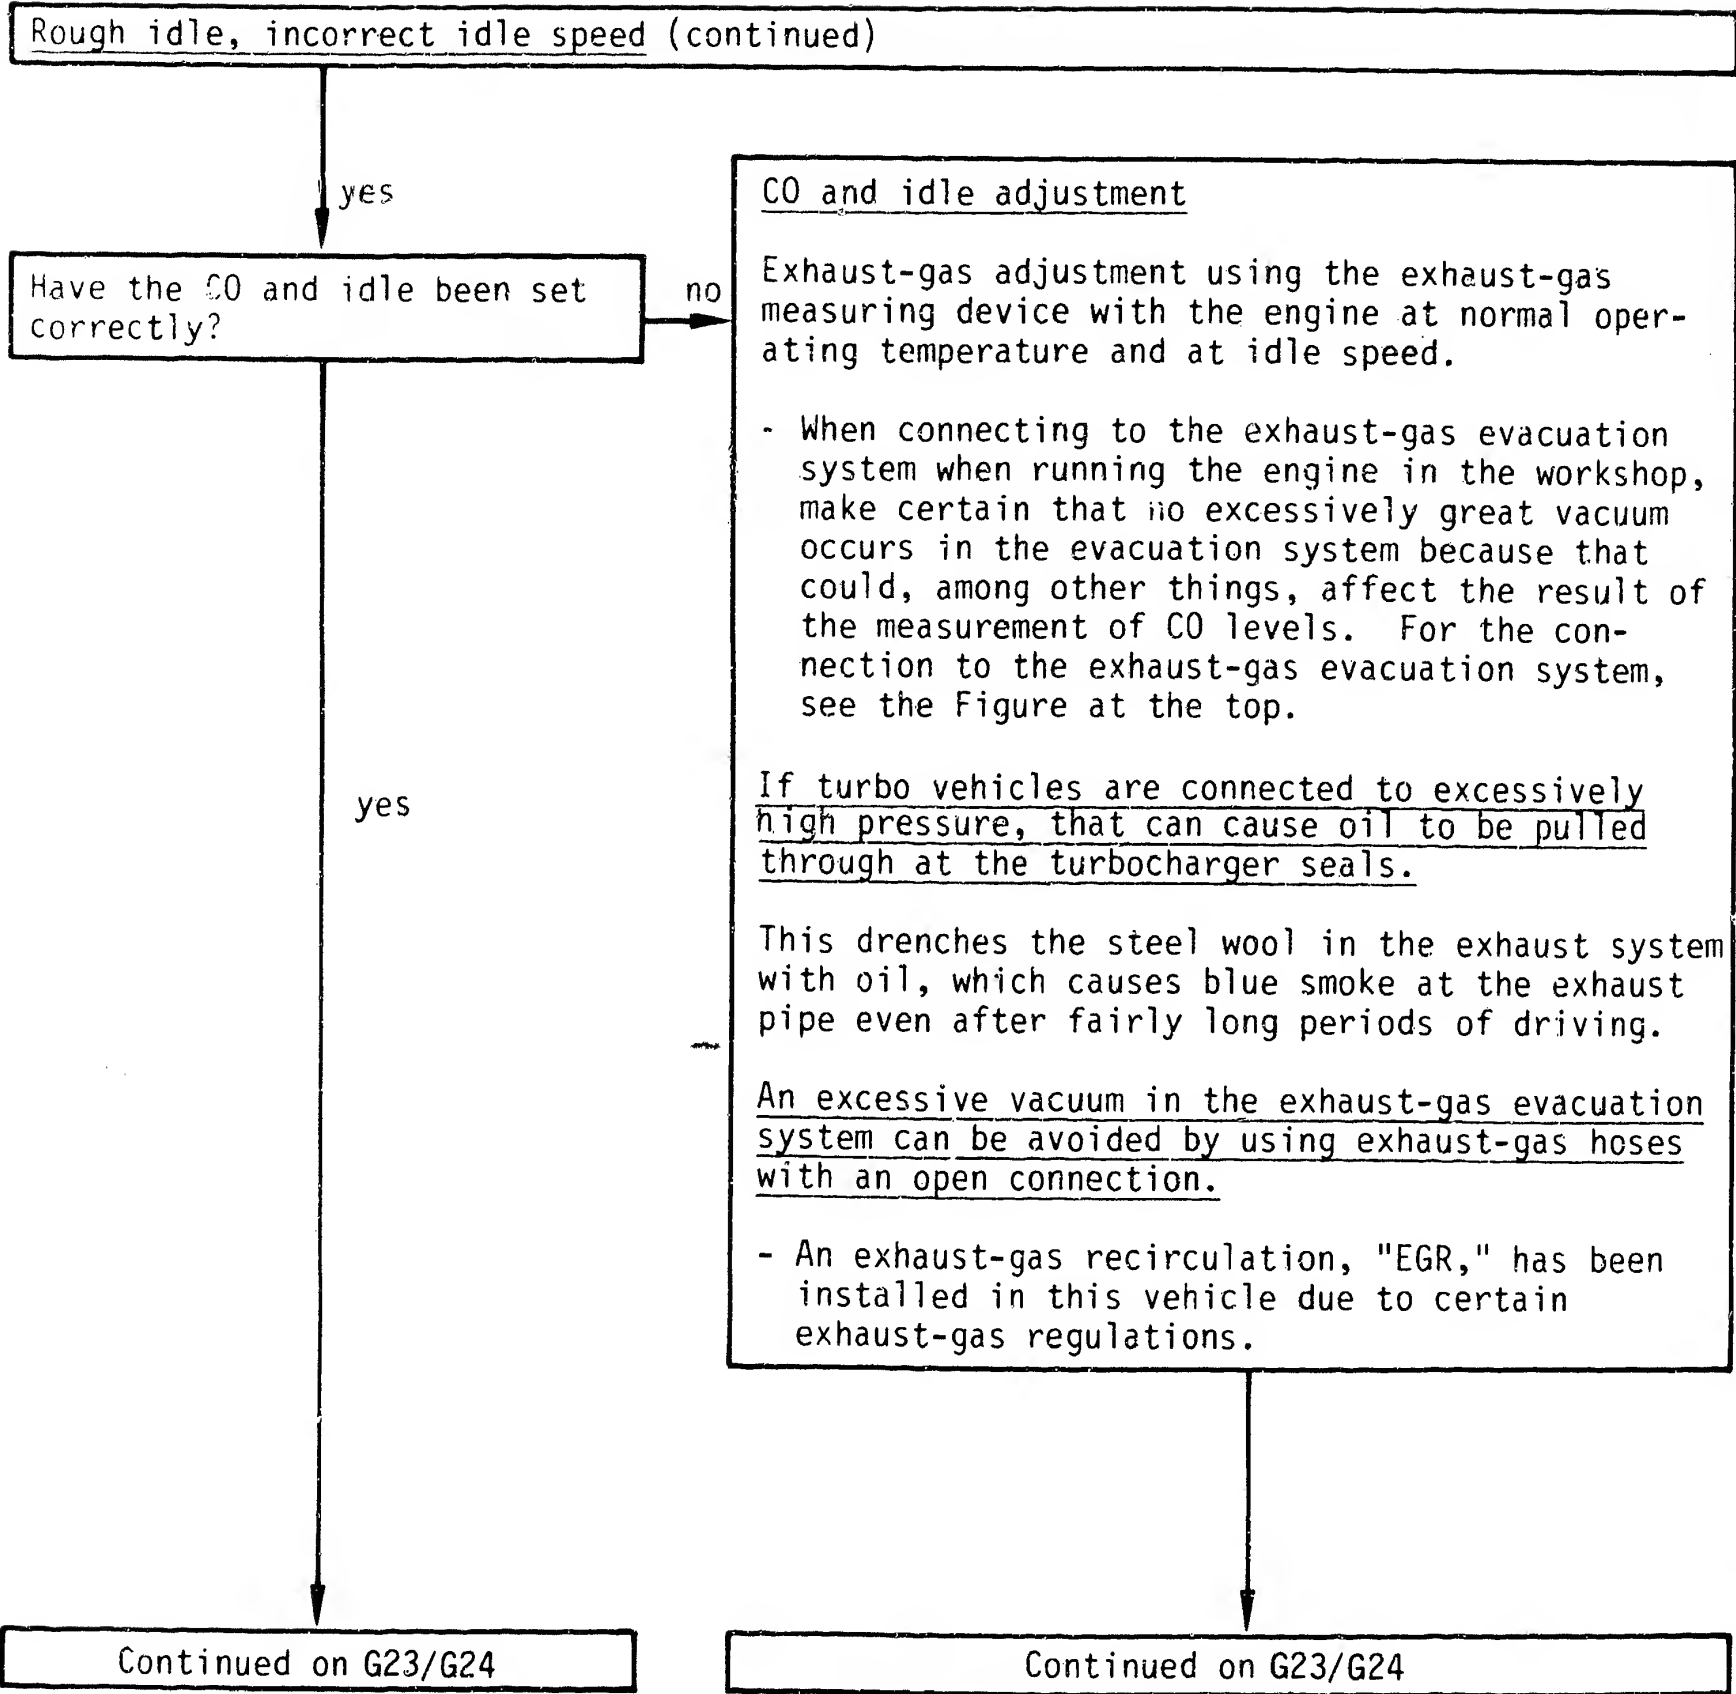 Rough idle, incorrect idle speed (continued)
yes
Have the CO and idle been set
correctly?
no
CO and idle adjustment
Exhaust-gas adjustment using the exhaust-gas
measuring device with the engine at normal oper-
ating temperature and at idle speed.
- When connecting to the exhaust-gas evacuation
system when running the engine in the workshop,
make certain that no excessively great vacuum
occurs in the evacuation system because that
could, among other things, affect the result of
the measurement of CO levels. For the con-
nection to the exhaust-gas evacuation system,
see the Figure at the top.
If turbo vehicles are connected to excessively
high pressure, that can cause oil to be pulled
through at the turbocharger seals.
This drenches the steel wool in the exhaust system
with oil, which causes blue smoke at the exhaust
pipe even after fairly long periods of driving.
An excessive vacuum in the exhaust-gas evacuation
system can be avoided by using exhaust-gas hoses
with an open connection.
- An exhaust-gas recirculation, "EGR," has been
installed in this vehicle due to certain
exhaust-gas regulations.
yes
Continued on G23/G24
Continued on G23/G24